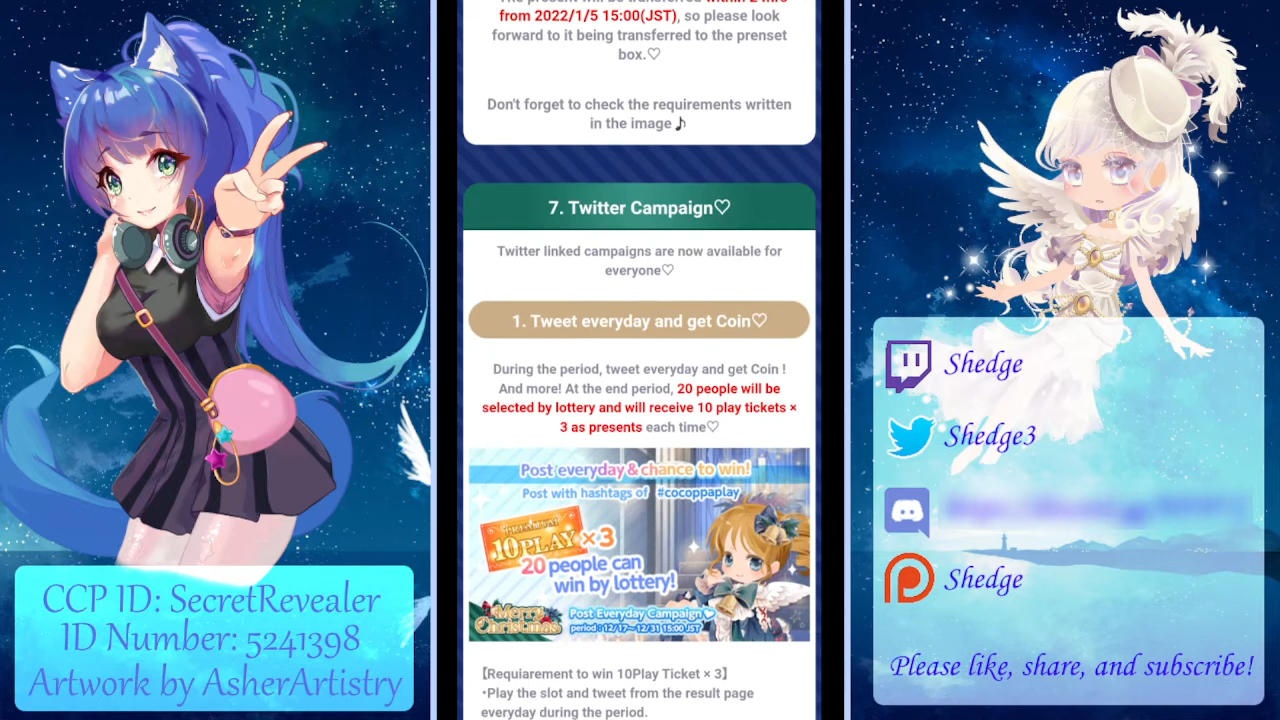 CCP ID: SecretRevealer
ID Number: 5241398
Artwork by AsherArtistry
from 2022/1/5 15:00(JST), so please look
forward to it being transferred to the prenset
box.♡
Don't forget to check the requirements written
in the image♪
7. Twitter Campaign♡
Twitter linked campaigns are now available for
everyone♡
1. Tweet everyday and get Coin♡
During the period, tweet everyday and get Coin !
And more! At the end period, 20 people will be
selected by lottery and will receive 10 play tickets ×
3 as presents each time♡
Post everyday & chance to win!
Post with hashtags of #cocoppaplay
PREMIUM
10PLAY ×3
20 people can
win by lottery!
Merry
Christmas
Post Everyday Campaign
period : 12/17~12/31 15:00 JST
【Requiarement to win 10Play Ticket × 3】
・Play the slot and tweet from the result page
everyday during the period.
Shedge
Shedge3
Shedge
Please like, share, and subscribe!